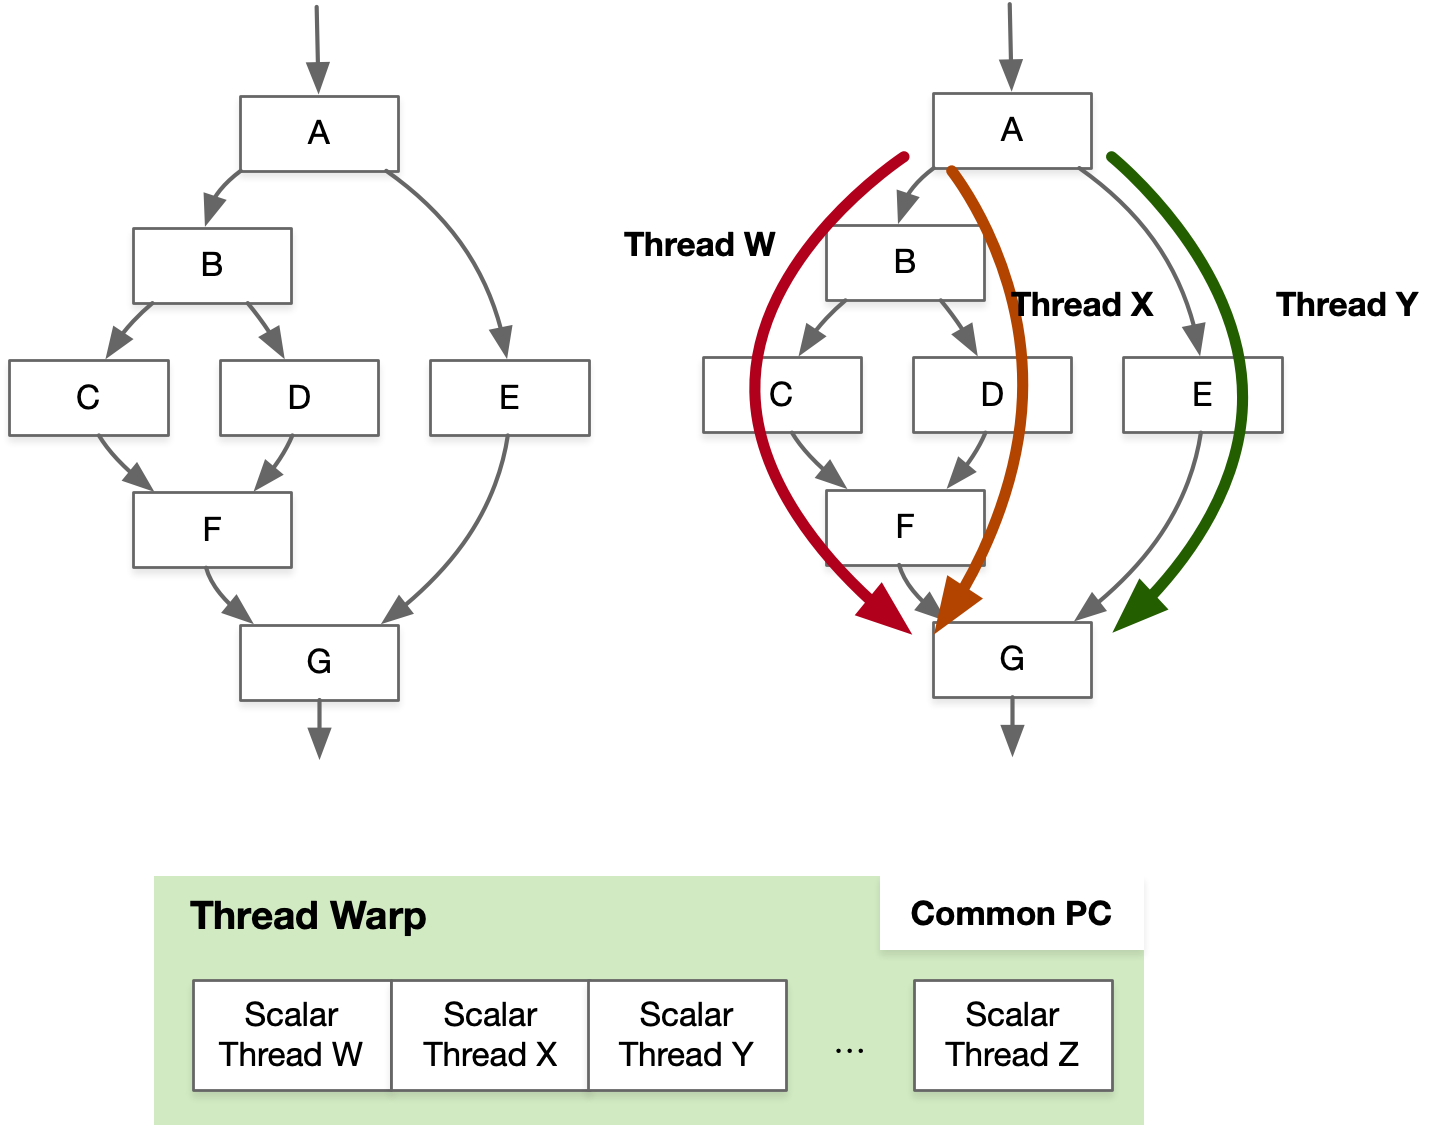 A
B
C
D
E
F
G
A
Thread W
B
Thread X
Thread Y
C
D
E
F
G
Thread Warp
Common PC
Scalar
Thread W
Scalar
Thread X
Scalar
Thread Y
...
Scalar
Thread Z